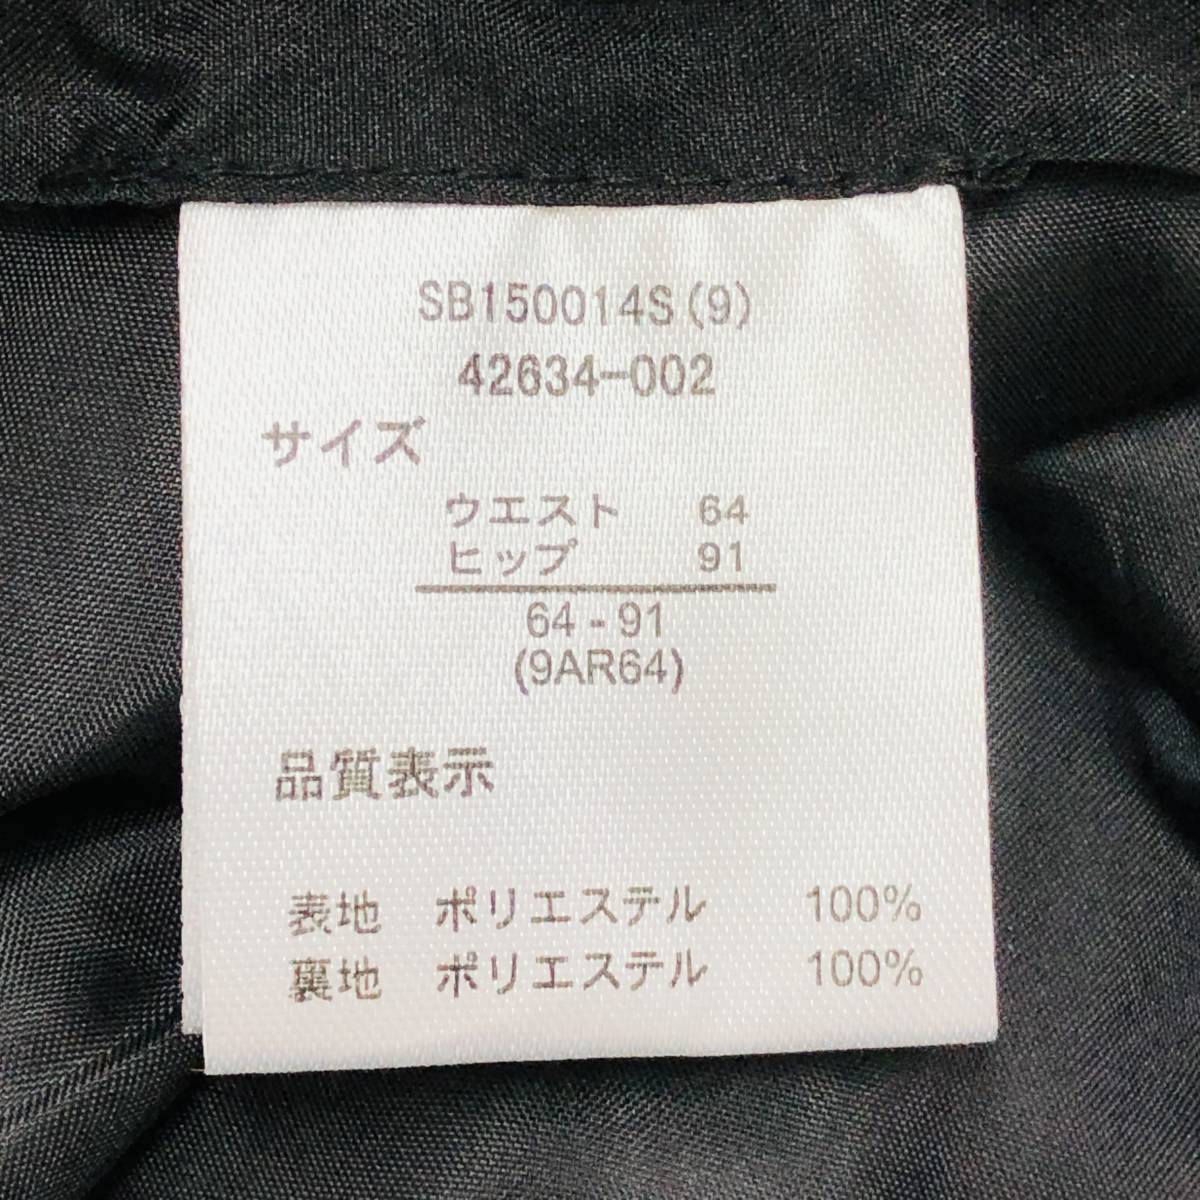 SB150014S(9)
42634-002
サイズ
ウエスト 64
ヒップ 91
64 - 91
(9AR64)
品質表示
表地 ポリエステル 100%
裏地 ポリエステル 100%